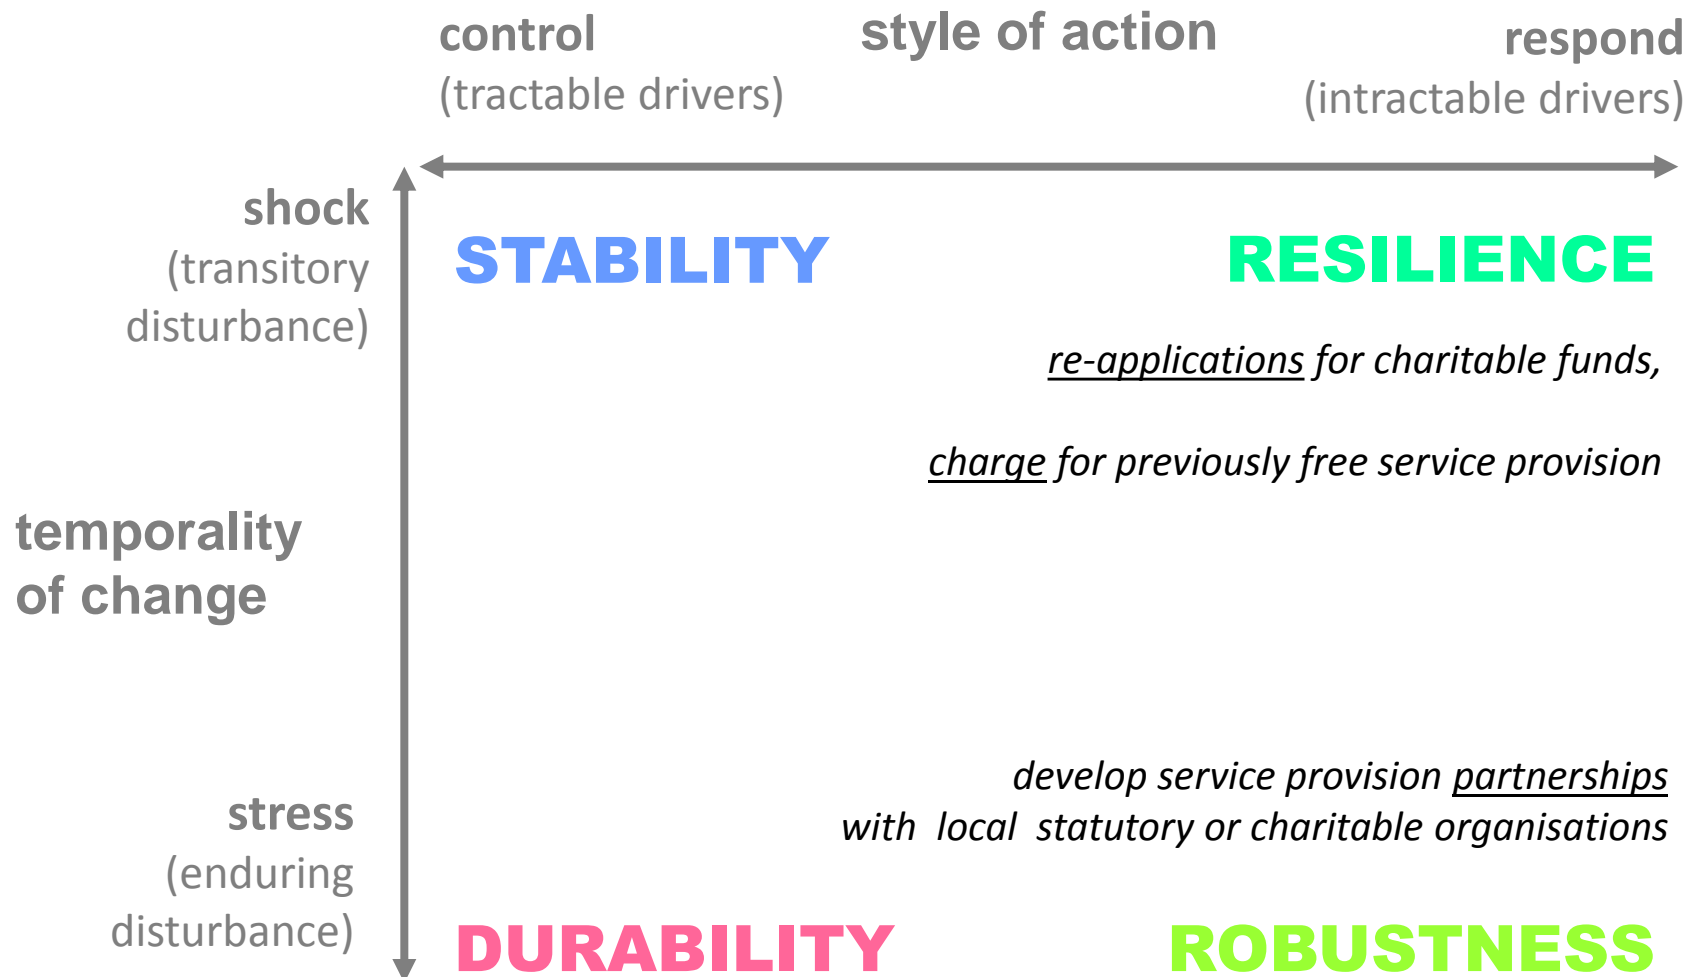 control
style of action
respond
(tractable drivers)
(intractable drivers)
shock
(transitory
disturbance)
STABILITY
RESILIENCE
re-applications for charitable funds,
charge for previously free service provision
temporality
of change
develop service provision partnerships
with local statutory or charitable organisations
stress
(enduring
disturbance)
DURABILITY
ROBUSTNESS